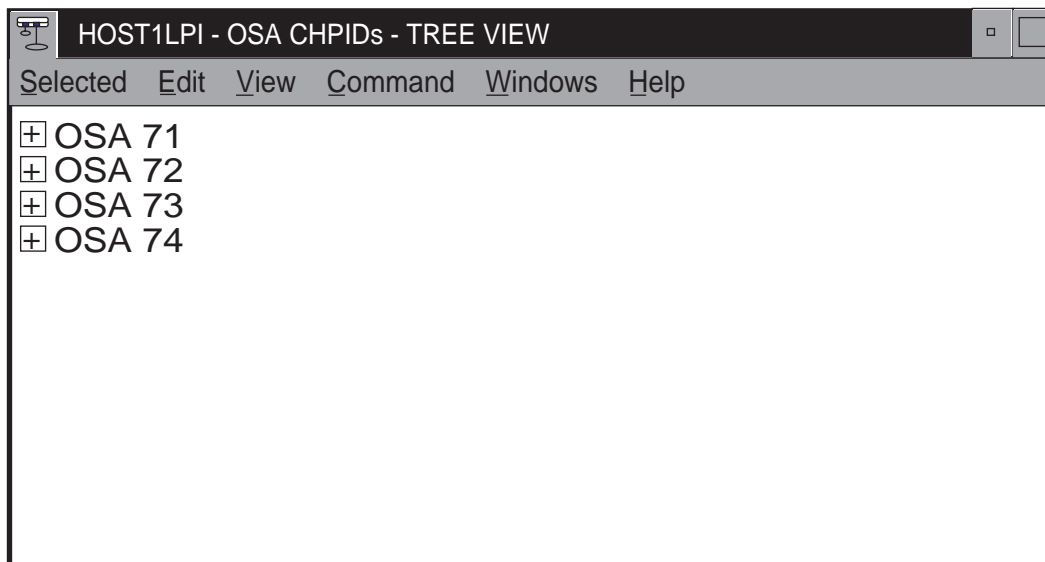 HOST1LPI - OSA CHPIDs - TREE VIEW
Selected Edit View Command Windows Help
+ OSA 71
+ OSA 72
+ OSA 73
+ OSA 74